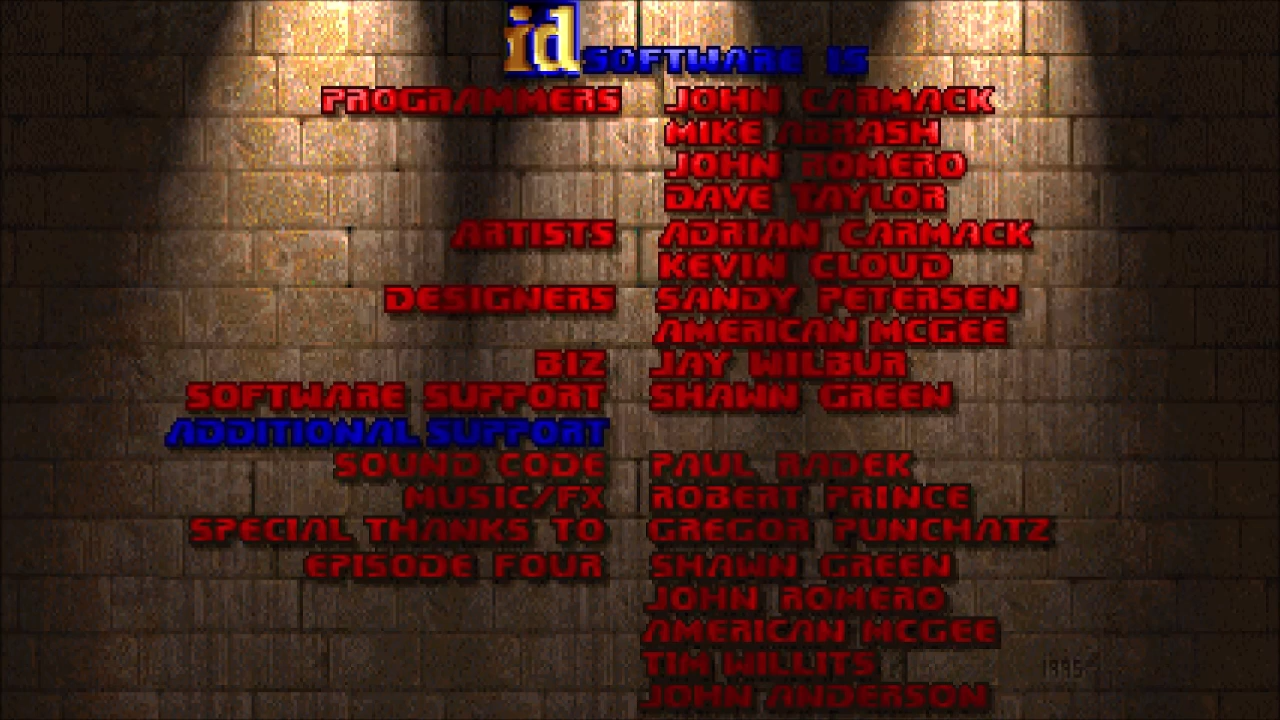 id SOFTWARE IS
PROGRAMMERS JOHN CARMACK
MIKE ABRASH
JOHN ROMERO
DAVE TAYLOR
ARTISTS ADRIAN CARMACK
KEVIN CLOUD
DESIGNERS SANDY PETERSEN
AMERICAN MCGEE
BIZ JAY WILBUR
SOFTWARE SUPPORT SHAWN GREEN
ADDITIONAL SUPPORT
SOUND CODE PAUL RADEK
MUSIC/FX ROBERT PRINCE
SPECIAL THANKS TO GREGOR PUNCHATZ
EPISODE FOUR SHAWN GREEN
JOHN ROMERO
AMERICAN MCGEE
TIM WILLITS
1995
JOHN ANDERSON